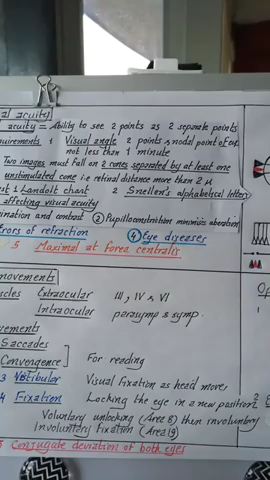 al acuity
acuity = Ability to see 2 points as 2 separate points
quirements 1 Visual angle 2 points & nodal point of eye
not less than 1 minute
Two images must fall on 2 cones separated by at least one
unstimulated cone i.e retinal distance more than 2 μ
1 Landolt chart 2 Snellen's alphabetical letters
affecting visual acuity
ination and contrast ② Pupilloconstriction minimizes aberration
Errors of refraction ④ Eye diseases
5 Maximal at fovea centralis
movements
scles Extraocular III, IV & VI
Intraocular parasymp & symp.
vements
Saccades
Convergence For reading
3 Vestibular Visual Fixation as head moves
4 Fixation Locking the eye in a new position
Voluntary unlocking (Area 8) then involuntary
Involuntary fixation (Area 19)
Conjugate deviation of both eyes